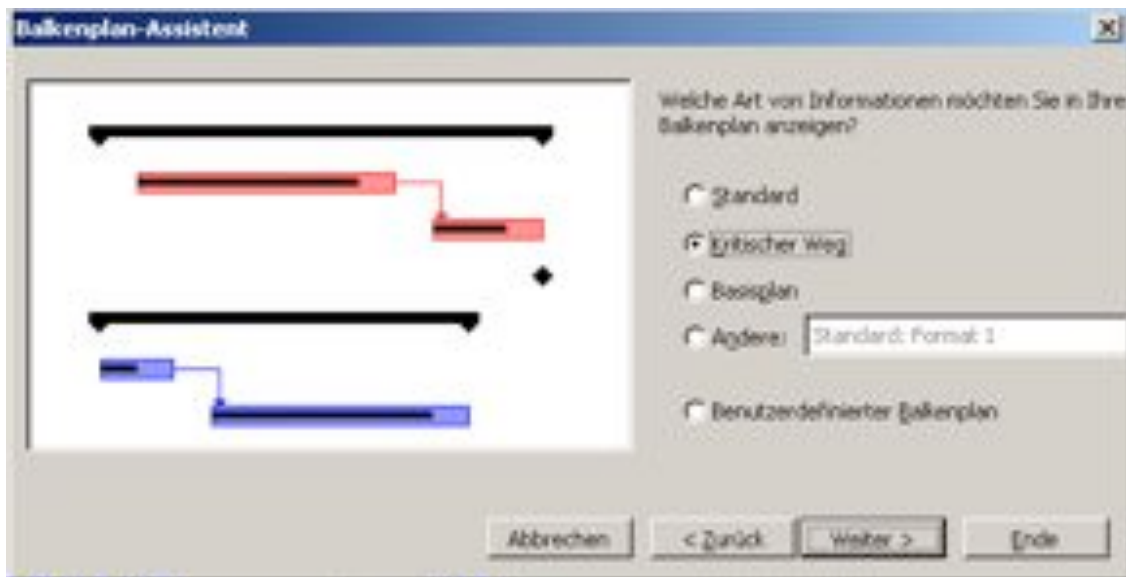 Balkenplan-Assistent
Welche Art von Informationen möchten Sie in Ihre
Balkenplan anzeigen?
Standard
Kritischer Weg
Basisplan
Andere:
Standard: Format 1
Benutzerdefinierter Balkenplan
Abbrechen
< Zurück
Weiter >
Ende